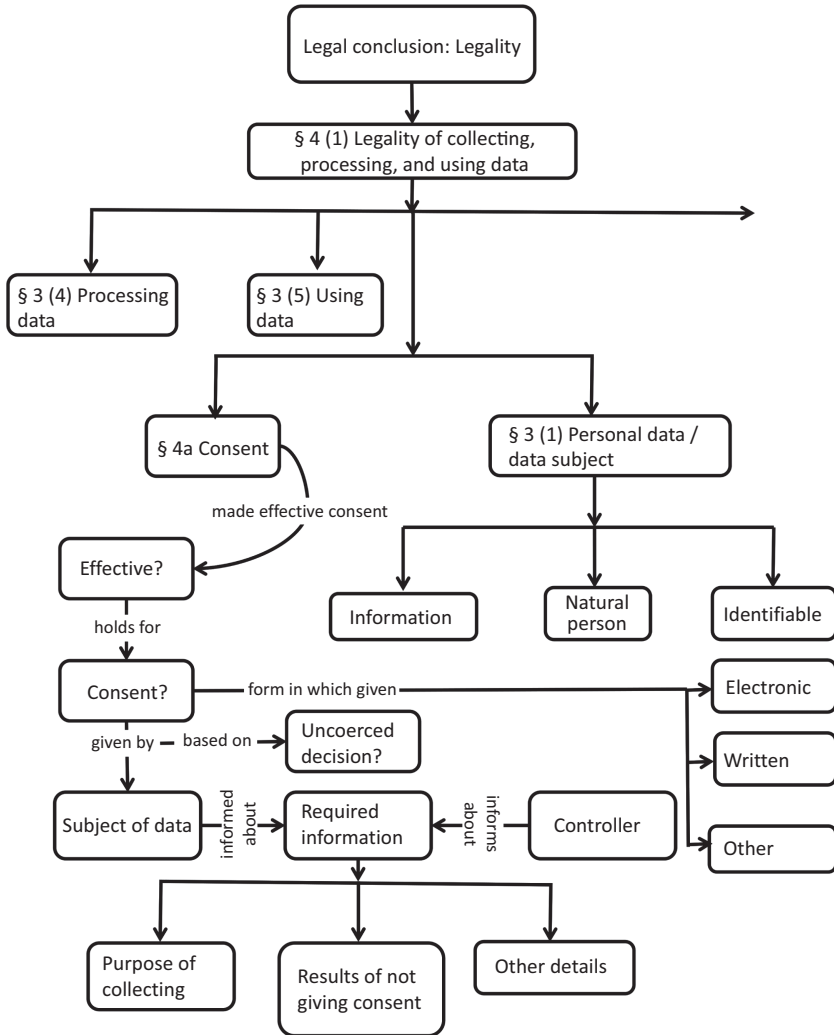 Legal conclusion: Legality
§ 4 (1) Legality of collecting,
processing, and using data
§ 3 (4) Processing
data
§ 3 (5) Using
data
§ 4a Consent
§ 3 (1) Personal data /
data subject
made effective consent
Effective?
Information
Natural
person
Identifiable
holds for
Consent?
form in which given
Electronic
given by
based on
Uncoerced
decision?
Written
Subject of data
informed
about
Required
information
informs
about
Controller
Other
Purpose of
collecting
Results of not
giving consent
Other details